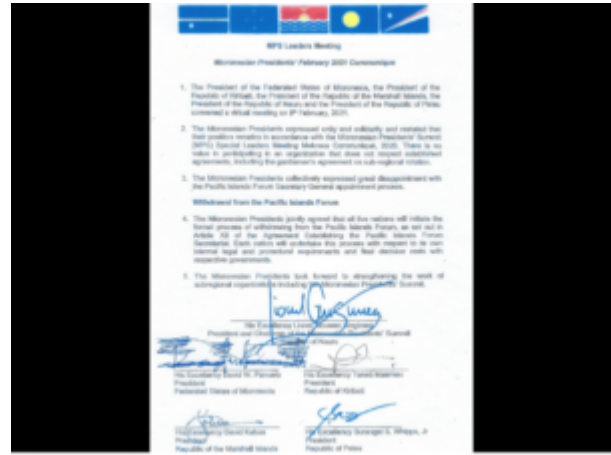 MPS Leaders Meeting
Micronesian Presidents' February 2021 Communique
1. The President of the Federated States of Micronesia, the President of the
Republic of Kiribati, the President of the Republic of the Marshall Islands, the
President of the Republic of Nauru and the President of the Republic of Palau
convened a virtual meeting on 8th February, 2021.
2. The Micronesian Presidents expressed unity and solidarity and restated that
their position remains in accordance with the Micronesian Presidents' Summit
(MPS) Special Leaders Meeting Mekreos Communique, 2020. There is no
value in participating in an organization that does not respect established
agreements, including the gentlemen's agreement on sub-regional rotation.
3. The Micronesian Presidents collectively expressed great disappointment with
the Pacific Islands Forum Secretary General appointment process.
Withdrawal from the Pacific Islands Forum
4. The Micronesian Presidents jointly agreed that all five nations will initiate the
formal process of withdrawing from the Pacific Islands Forum, as set out in
Article XII of the Agreement Establishing the Pacific Islands Forum
Secretariat. Each nation will undertake this process with respect to its own
internal legal and procedural requirements and final decision rests with
respective governments.
5. The Micronesian Presidents look forward to strengthening the work of
subregional organizations including the Micronesian Presidents' Summit.
His Excellency Lionel Aingimea
President and Chairman of the Presidents' Summit
of Nauru
His Excellency David W. Panuelo
President
Federated States of Micronesia
His Excellency Taneti Maamau
President
Republic of Kiribati
His Excellency David Kabua
President
Republic of the Marshall Islands
His Excellency Surangel S. Whipps, Jr
President
Republic of Palau